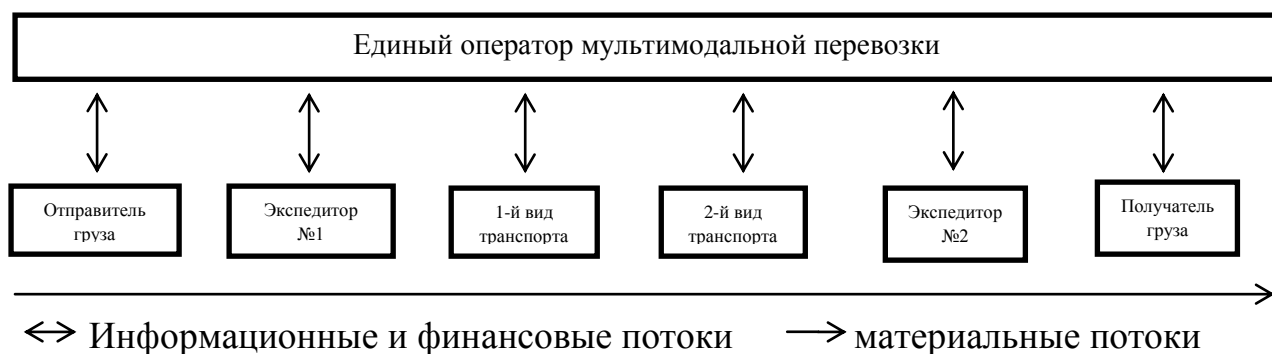 Единый оператор мультимодальной перевозки
Отправитель
груза
Экспедитор
№1
1-й вид
транспорта
2-й вид
транспорта
Экспедитор
№2
Получатель
груза
Информационные и финансовые потоки
материальные потоки